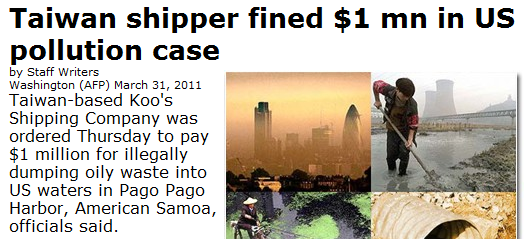 Taiwan shipper fined $1 mn in US
pollution case
by Staff Writers
Washington (AFP) March 31, 2011
Taiwan-based Koo's
Shipping Company was
ordered Thursday to pay
$1 million for illegally
dumping oily waste into
US waters in Pago Pago
Harbor, American Samoa,
officials said.